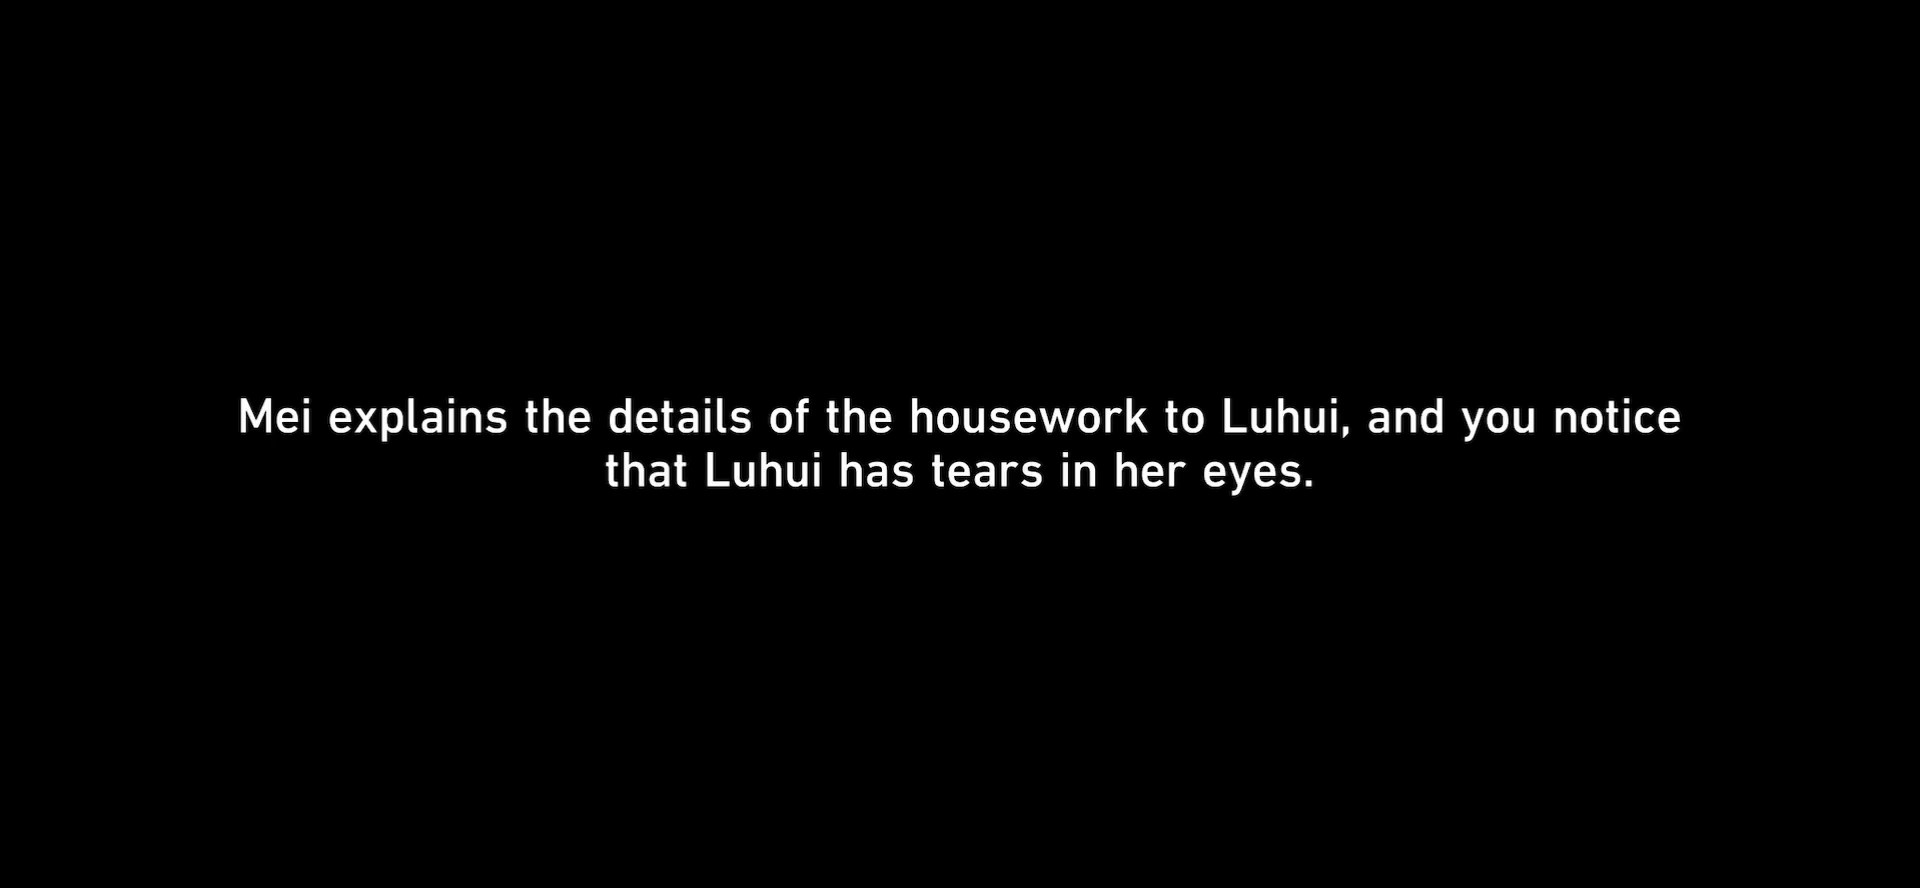 Mei explains the details of the housework to Luhui, and you notice
that Luhui has tears in her eyes.